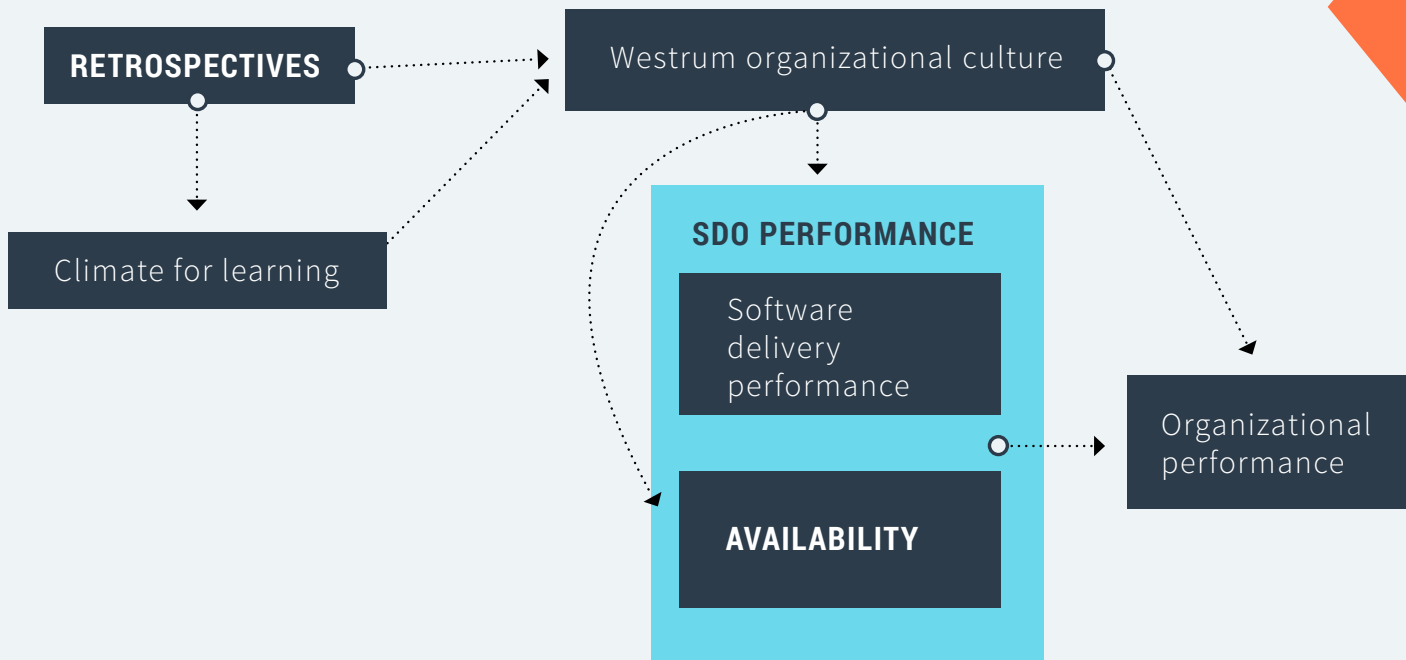 RETROSPECTIVES
Westrum organizational culture
Climate for learning
SDO PERFORMANCE
Software
delivery
performance
AVAILABILITY
Organizational
performance